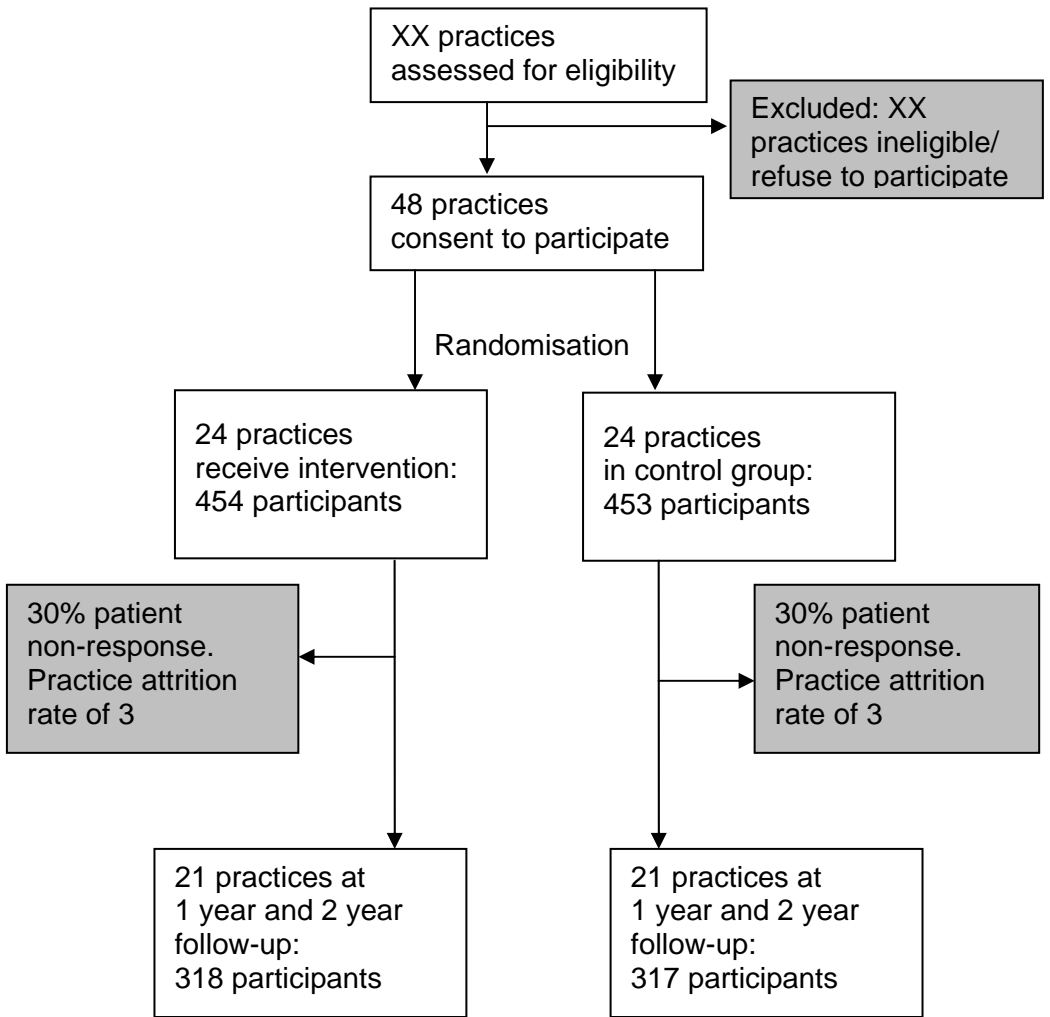 XX practices
assessed for eligibility
Excluded: XX
practices ineligible/
refuse to participate
48 practices
consent to participate
Randomisation
24 practices
receive intervention:
454 participants
24 practices
in control group:
453 participants
30% patient
non-response.
Practice attrition
rate of 3
30% patient
non-response.
Practice attrition
rate of 3
21 practices at
1 year and 2 year
follow-up:
318 participants
21 practices at
1 year and 2 year
follow-up:
317 participants